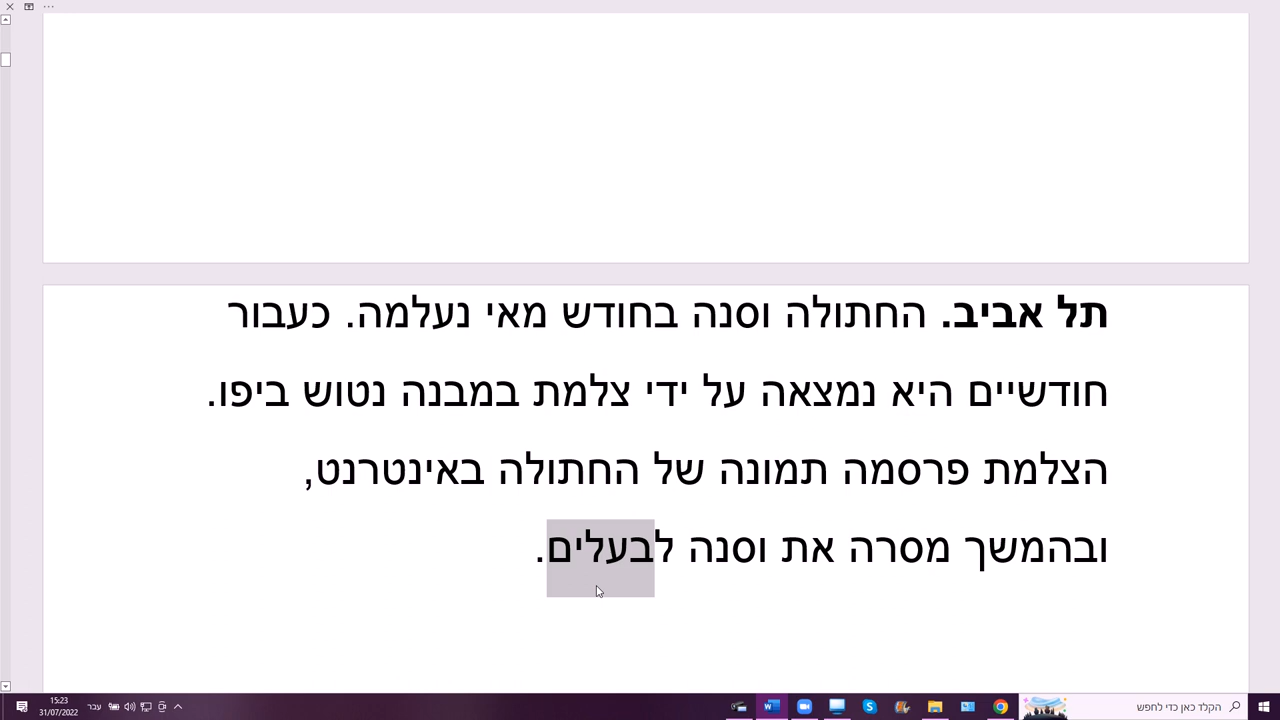 תל אביב. החתולה וסנה בחודש מאי נעלמה. כעבור
חודשיים היא נמצאה על ידי צלמת במבנה נטוש ביפו.
הצלמת פרסמה תמונה של החתולה באינטרנט,
ובהמשך מסרה את וסנה לבעלים.
הקלד כאן כדי לחפש
עבר
15:23
31/07/2022